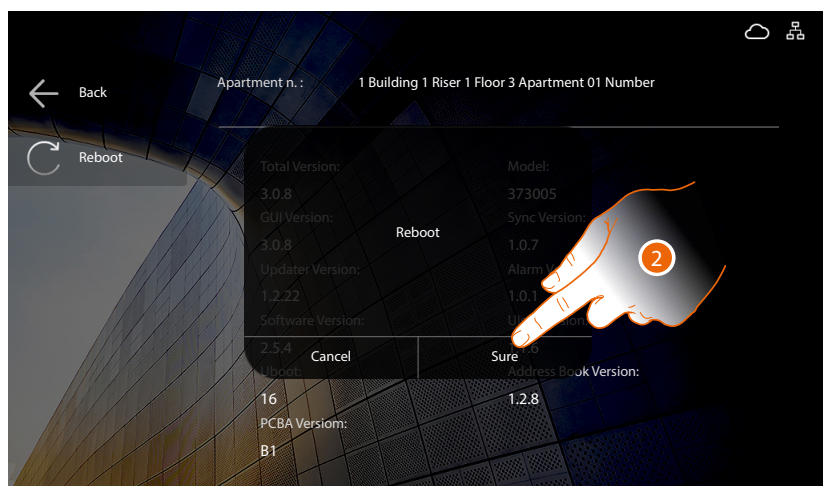 Back
Apartment n. : 1 Building 1 Riser 1 Floor 3 Apartment 01 Number
Reboot
Total Version: Model:
3.0.8 373005
GUI Version: Sync Version:
Reboot
3.0.8 1.0.7
2
Updater Version: Alarm V
1.2.22 1.0.1
Software Version:
2.5.4
Cancel Sure
Uboot: Address Book Version:
16 1.2.8
PCBA Versiom:
B1